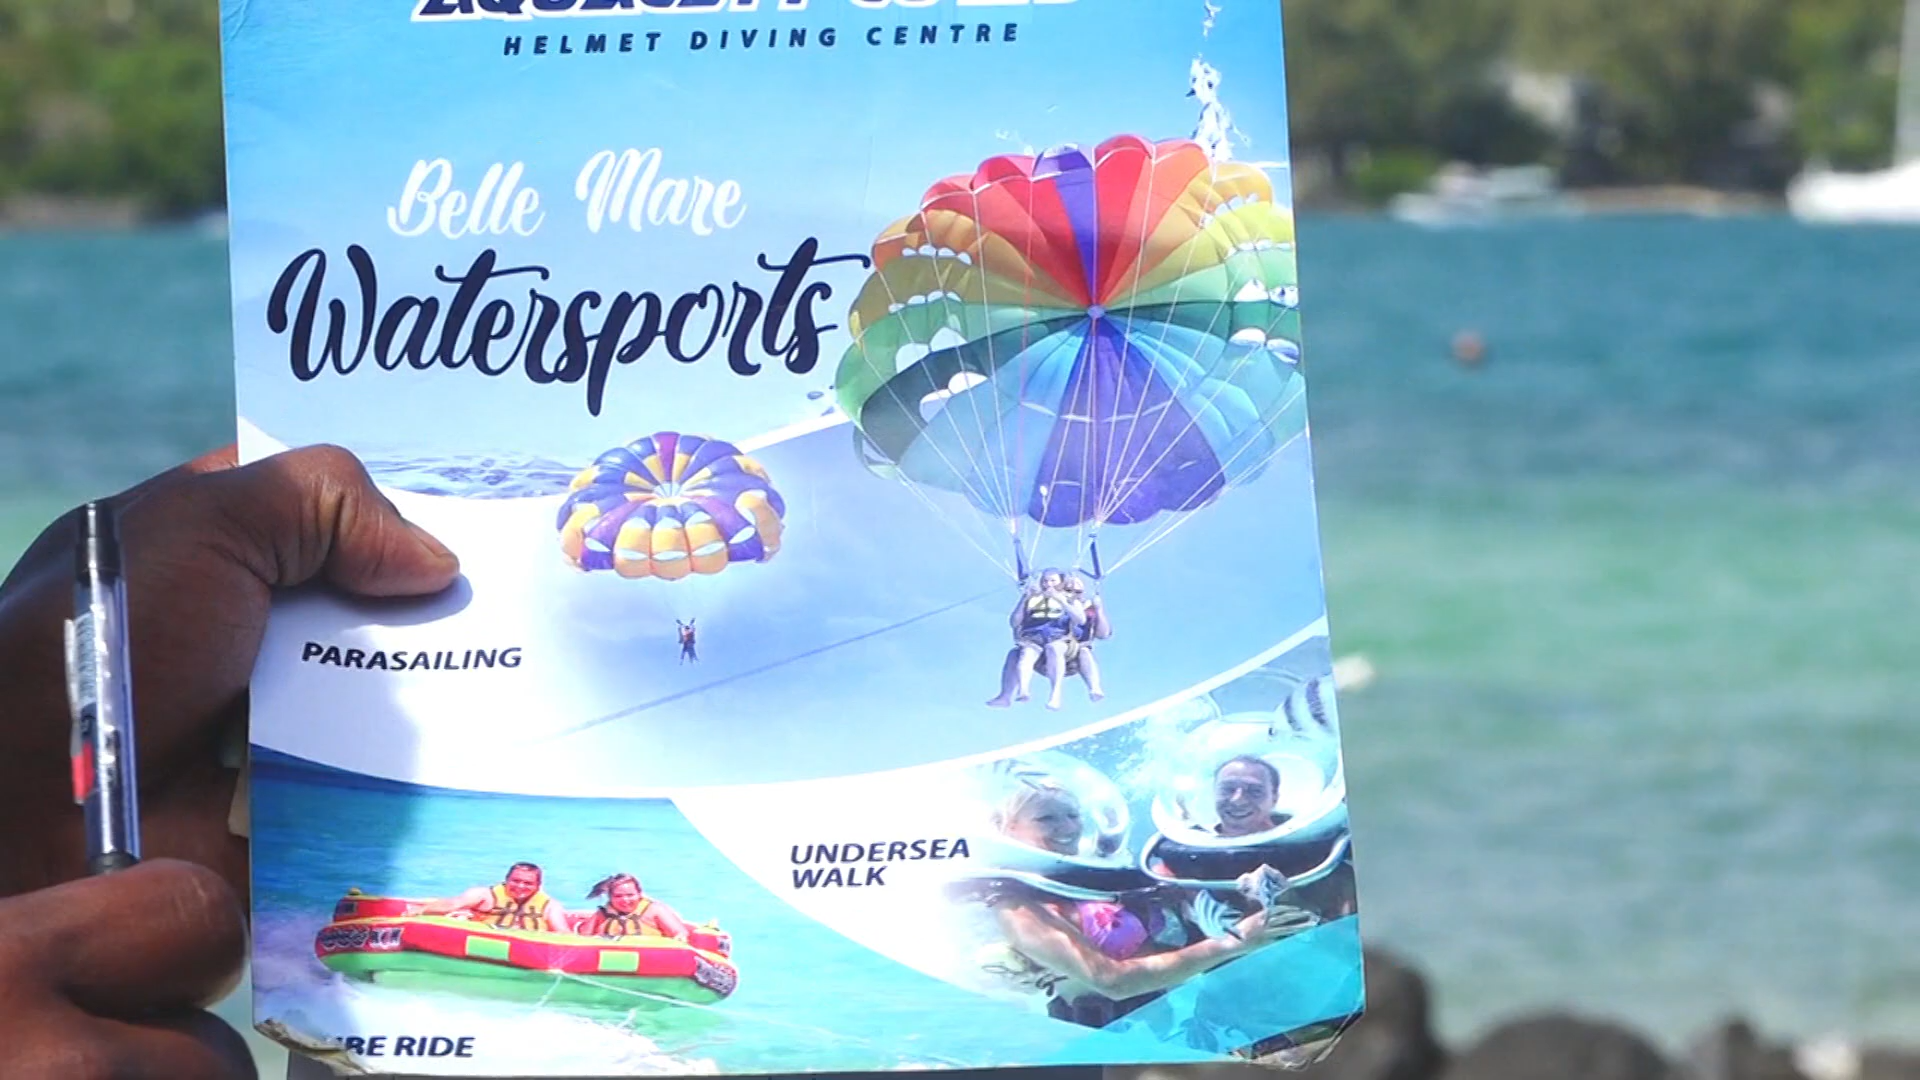 HELMET DIVING CENTRE
Belle Mare
Watersports
PARASAILING
UNDERSEA
WALK
RIDE